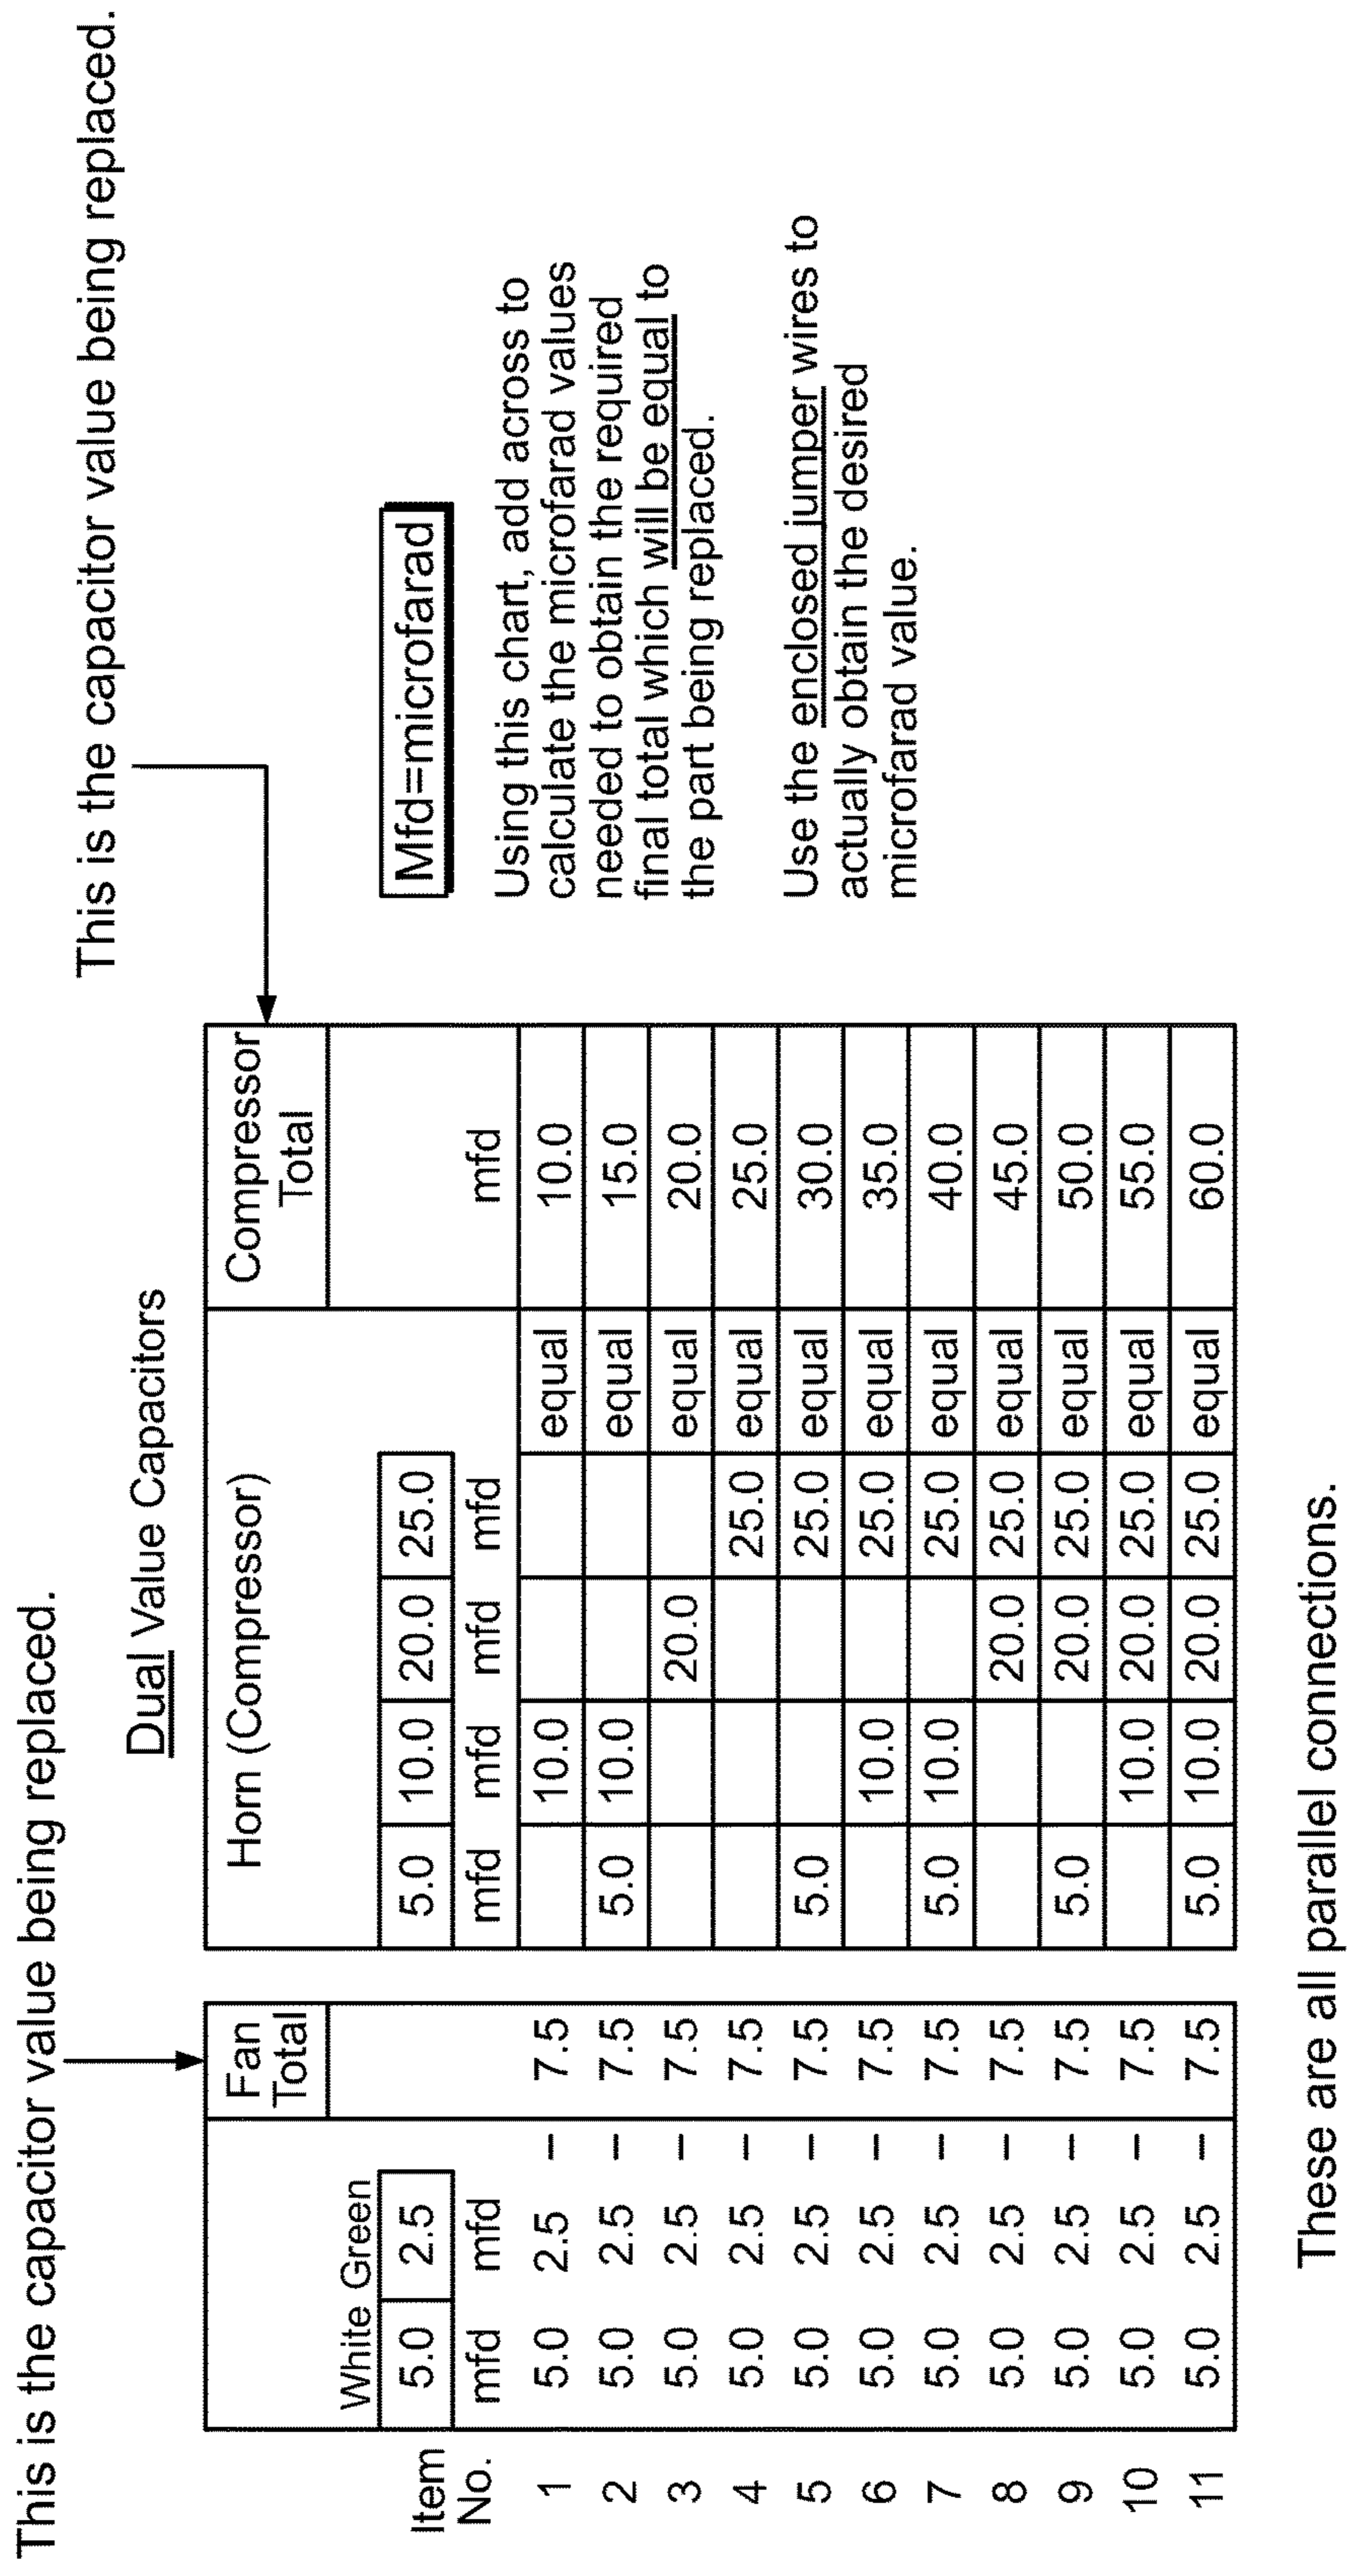 This is the capacitor value being replaced.
This is the capacitor value being replaced.
Dual Value Capacitors
Fan Total Horn (Compressor) Compressor Total
White Green
Item 5.0 2.5 5.0 10.0 20.0 25.0
No. mfd mfd mfd mfd mfd mfd mfd
1 5.0 2.5 – 7.5 10.0 equal 10.0
2 5.0 2.5 – 7.5 5.0 10.0 equal 15.0
3 5.0 2.5 – 7.5 20.0 equal 20.0
4 5.0 2.5 – 7.5 25.0 equal 25.0
5 5.0 2.5 – 7.5 5.0 25.0 equal 30.0
6 5.0 2.5 – 7.5 10.0 25.0 equal 35.0
7 5.0 2.5 – 7.5 5.0 10.0 25.0 equal 40.0
8 5.0 2.5 – 7.5 20.0 25.0 equal 45.0
9 5.0 2.5 – 7.5 5.0 20.0 25.0 equal 50.0
10 5.0 2.5 – 7.5 10.0 20.0 25.0 equal 55.0
11 5.0 2.5 – 7.5 5.0 10.0 20.0 25.0 equal 60.0
Mfd=microfarad
Using this chart, add across to
calculate the microfarad values
needed to obtain the required
final total which will be equal to
the part being replaced.
Use the enclosed jumper wires to
actually obtain the desired
microfarad value.
These are all parallel connections.